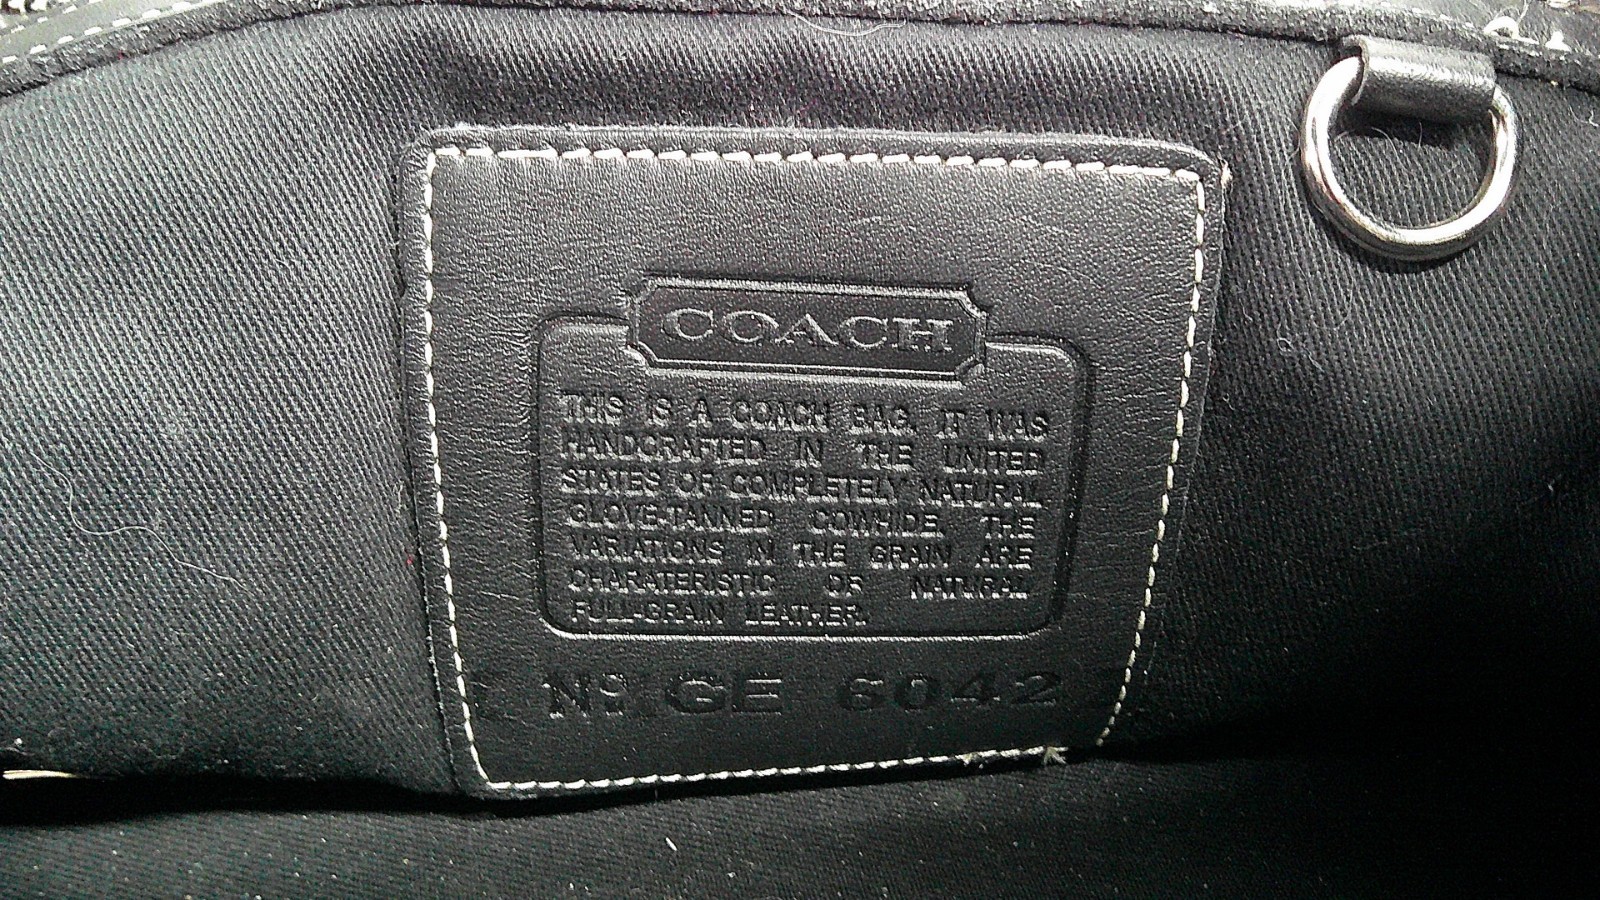 COACH
THIS IS A COACH BAG. IT WAS
HANDCRAFTED IN THE UNITED
STATES OF COMPLETELY NATURAL
GLOVE-TANNED COWHIDE. THE
VARIATIONS IN THE GRAIN ARE
CHARATERISTIC OF NATURAL
FULL-GRAIN LEATHER.
Nº GE 6042